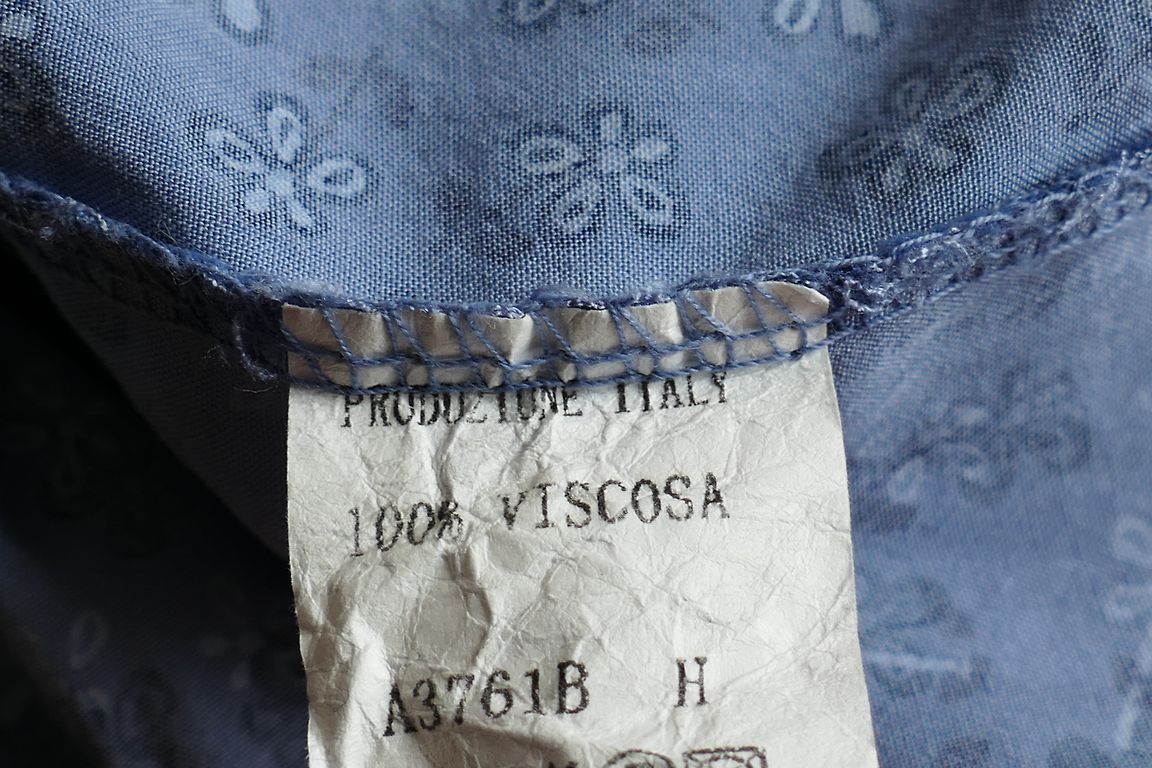 PRODUZIONE ITALY
100% VISCOSA
A3761B H